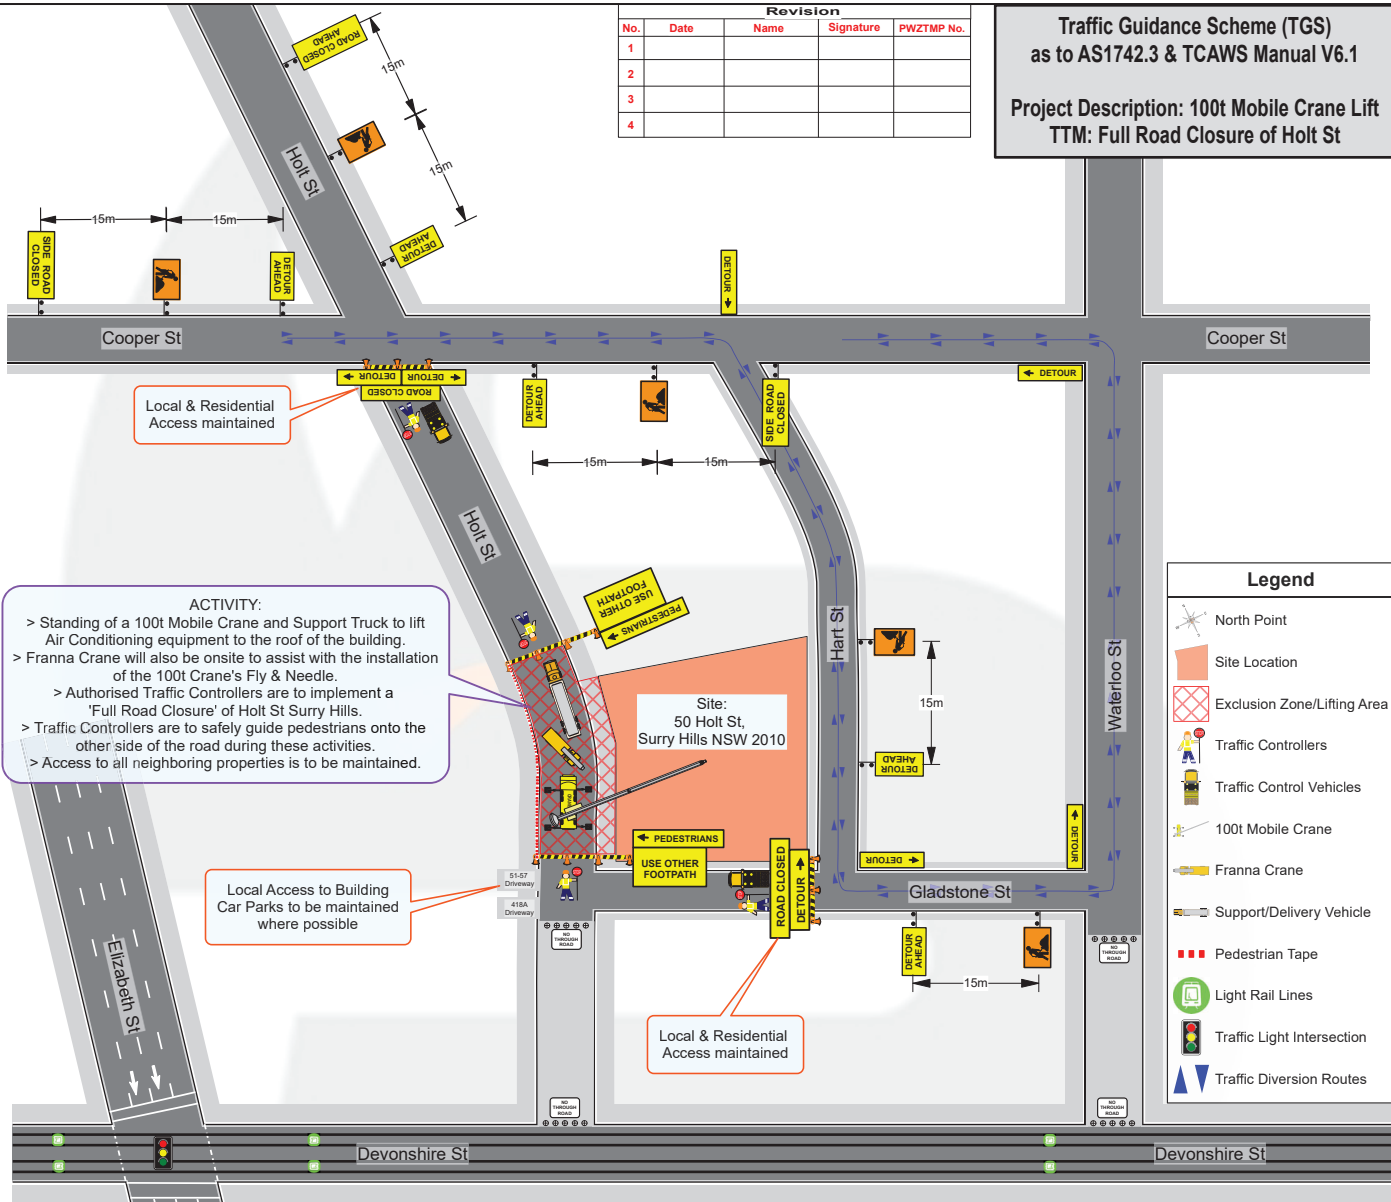 Revision
No. Date Name Signature PWZTMP No.
1
2
3
4
Traffic Guidance Scheme (TGS)
as to AS1742.3 & TCAWS Manual V6.1
Project Description: 100t Mobile Crane Lift
TTM: Full Road Closure of Holt St
ROAD CLOSED
AHEAD
15m
15m
Holt St
DETOUR
AHEAD
15m
15m
SIDE ROAD
CLOSED
DETOUR
AHEAD
DETOUR
Cooper St
Cooper St
DETOUR
DETOUR
ROAD CLOSED
Local & Residential
Access maintained
DETOUR
AHEAD
SIDE ROAD
CLOSED
DETOUR
15m
15m
Holt St
ACTIVITY:
> Standing of a 100t Mobile Crane and Support Truck to lift
Air Conditioning equipment to the roof of the building.
> Franna Crane will also be onsite to assist with the installation
of the 100t Crane's Fly & Needle.
> Authorised Traffic Controllers are to implement a
'Full Road Closure' of Holt St Surry Hills.
> Traffic Controllers are to safely guide pedestrians onto the
other side of the road during these activities.
> Access to all neighboring properties is to be maintained.
USE OTHER
FOOTPATH
PEDESTRIANS
Site:
50 Holt St,
Surry Hills NSW 2010
Hart St
15m
DETOUR
AHEAD
Waterloo St
DETOUR
DETOUR
PEDESTRIANS
USE OTHER
FOOTPATH
ROAD CLOSED
DETOUR
Gladstone St
51-57
Driveway
418A
Driveway
Local Access to Building
Car Parks to be maintained
where possible
NO
THROUGH
ROAD
DETOUR
AHEAD
15m
NO
THROUGH
ROAD
Local & Residential
Access maintained
Elizabeth St
NO
THROUGH
ROAD
NO
THROUGH
ROAD
Devonshire St
Devonshire St
Legend
North Point
Site Location
Exclusion Zone/Lifting Area
Traffic Controllers
Traffic Control Vehicles
100t Mobile Crane
Franna Crane
Support/Delivery Vehicle
Pedestrian Tape
Light Rail Lines
Traffic Light Intersection
Traffic Diversion Routes